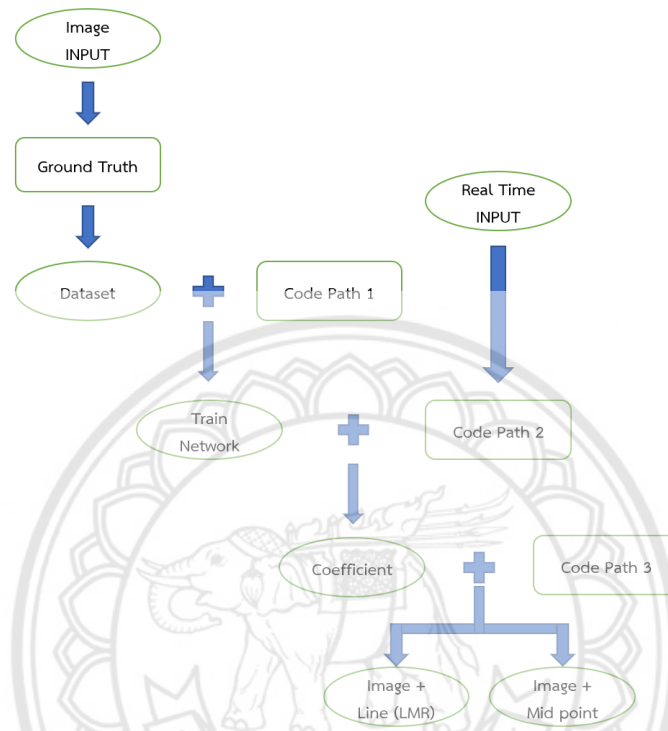 Image
INPUT
Ground Truth
Real Time
INPUT
Dataset
Code Path 1
Train
Network
Code Path 2
Coefficient
Code Path 3
Image +
Line (LMR)
Image +
Mid point